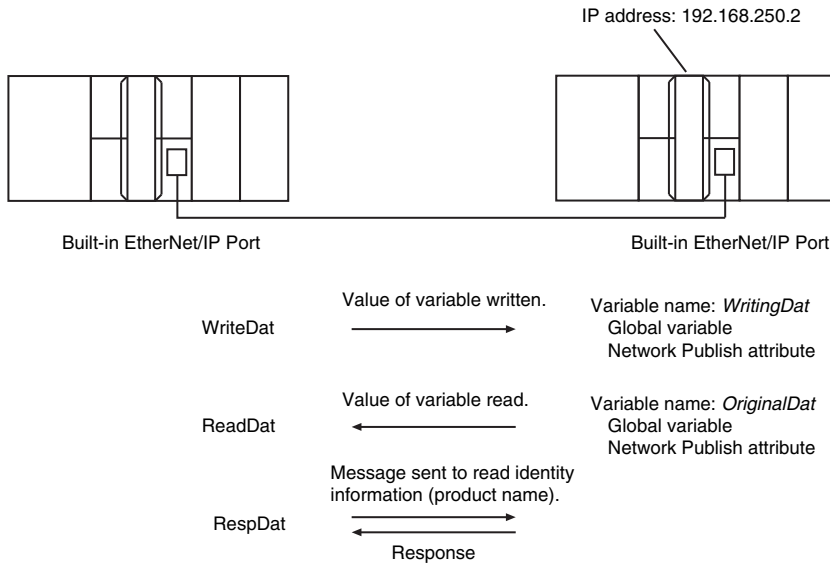 IP address: 192.168.250.2
Built-in EtherNet/IP Port
Built-in EtherNet/IP Port
Value of variable written.
WriteDat
Variable name: WritingDat
Global variable
Network Publish attribute
Value of variable read.
ReadDat
Variable name: OriginalDat
Global variable
Network Publish attribute
Message sent to read identity
information (product name).
RespDat
Response